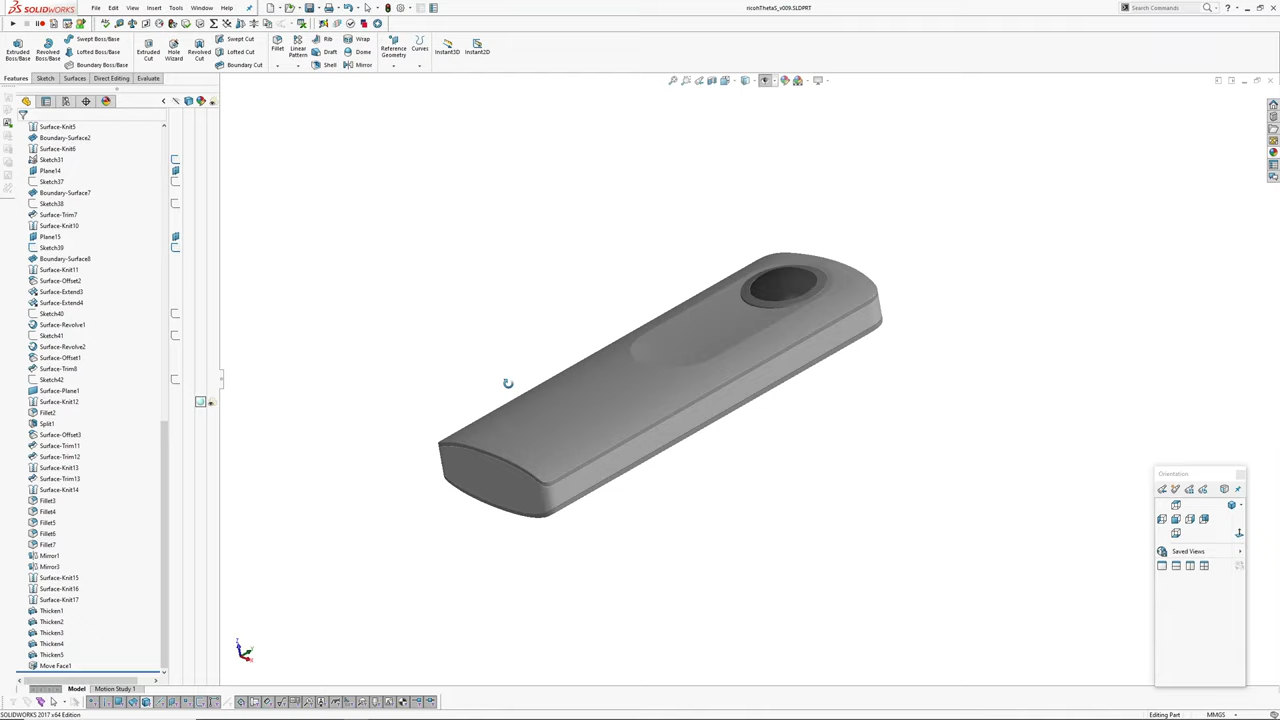 SOLIDWORKS
File
Edit
View
Insert
Tools
Window
Help
ricohThetaS_v009.SLDPRT
Search Commands
Extruded Boss/Base
Revolved Boss/Base
Swept Boss/Base
Lofted Boss/Base
Boundary Boss/Base
Extruded Cut
Hole Wizard
Revolved Cut
Swept Cut
Lofted Cut
Boundary Cut
Fillet
Linear Pattern
Rib
Draft
Shell
Wrap
Dome
Mirror
Reference Geometry
Curves
Instant3D
Instant2D
Features
Sketch
Surfaces
Direct Editing
Evaluate
Surface-Knit5
Boundary-Surface2
Surface-Knit6
Sketch31
Plane14
Sketch37
Boundary-Surface7
Sketch38
Surface-Trim7
Surface-Knit10
Plane15
Sketch39
Boundary-Surface8
Surface-Knit11
Surface-Offset2
Surface-Extend3
Surface-Extend4
Sketch40
Surface-Revolve1
Sketch41
Surface-Revolve2
Surface-Offset1
Surface-Trim8
Sketch42
Surface-Plane1
Surface-Knit12
Fillet2
Split1
Surface-Offset3
Surface-Trim11
Surface-Trim12
Surface-Knit13
Surface-Trim13
Surface-Knit14
Fillet3
Fillet4
Fillet5
Fillet6
Fillet7
Mirror1
Mirror3
Surface-Knit15
Surface-Knit16
Surface-Knit17
Thicken1
Thicken2
Thicken3
Thicken4
Thicken5
Move Face1
Orientation
Saved Views
Model
Motion Study 1
SOLIDWORKS 2017 x64 Edition
Editing Part
MMGS